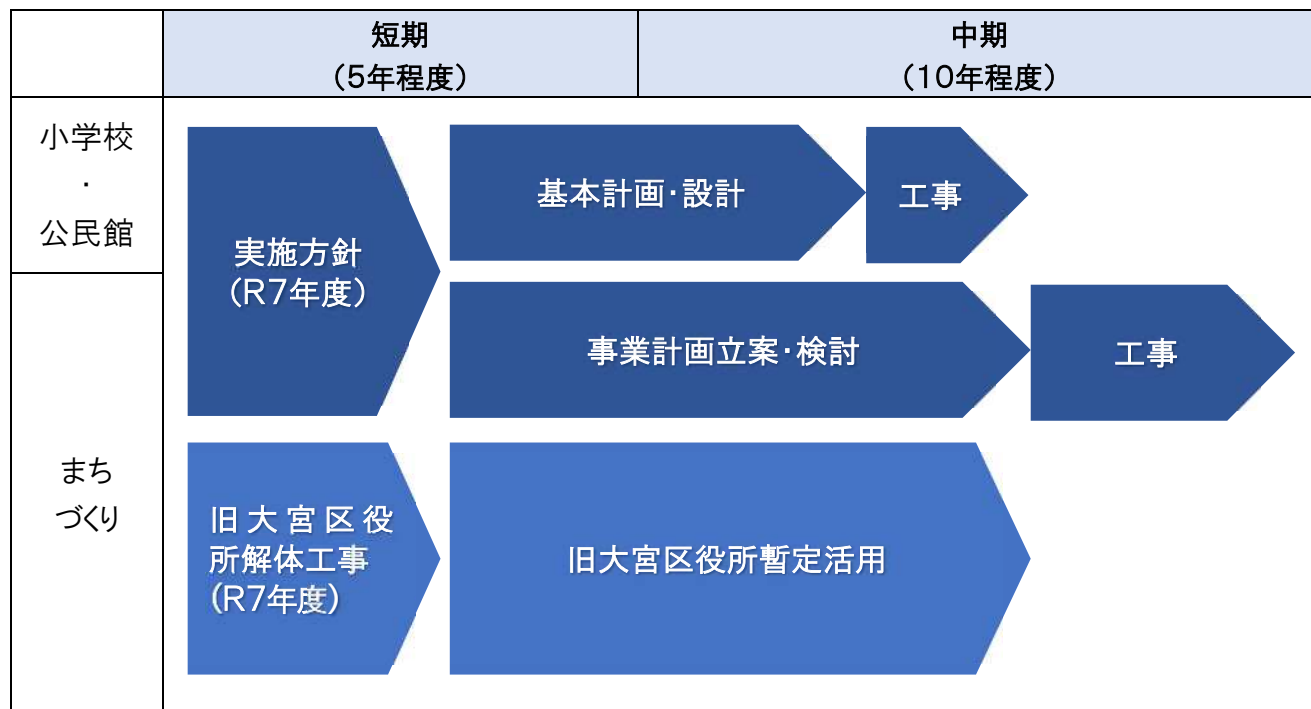 短期
（5年程度）
中期
（10年程度）
小学校
・
公民館
実施方針
（R7年度）
基本計画・設計
工事
事業計画立案・検討
工事
まち
づくり
旧大宮区役
所解体工事
（R7年度）
旧大宮区役所暫定活用